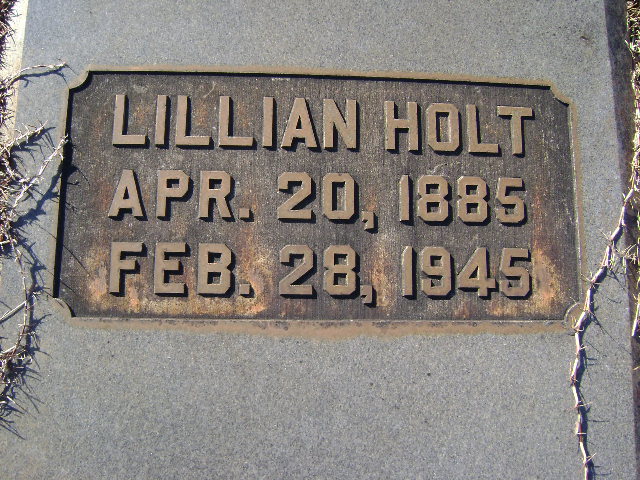 LILLIAN HOLT
APR. 20, 1885
FEB. 28, 1945